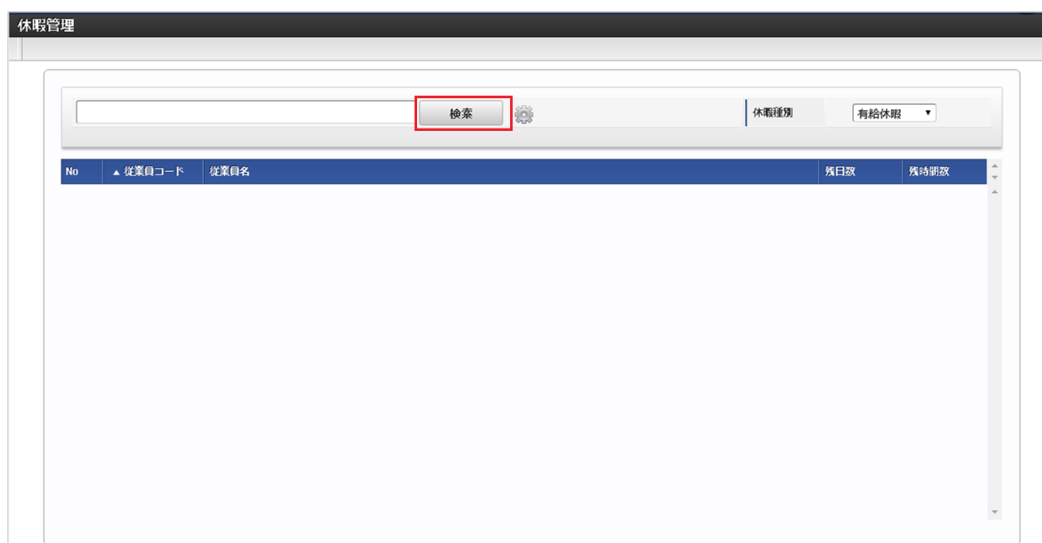 休暇管理
検索
休暇種別
有給休暇
No
従業員コード
従業員名
残日数
残時間数